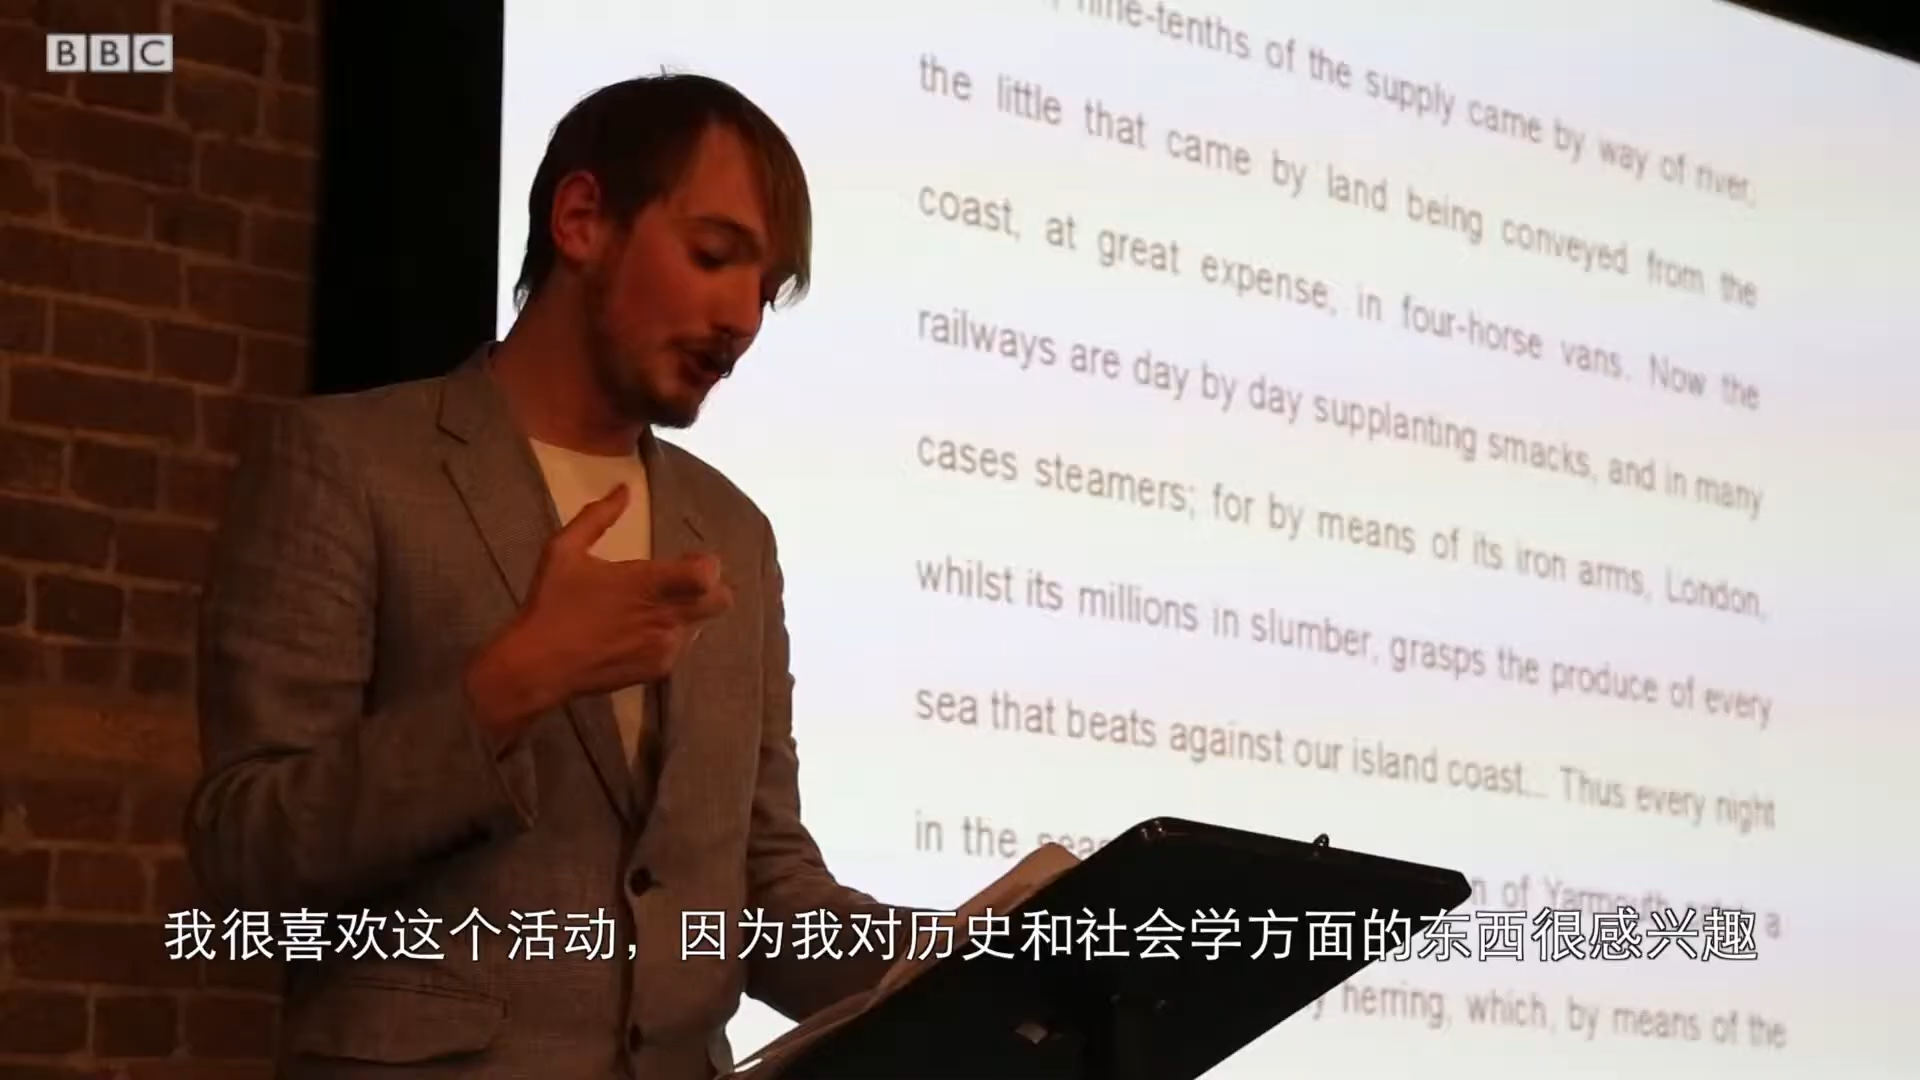 BBC
nine-tenths of the supply came by way of river,
the little that came by land being conveyed from the
coast, at great expense, in four-horse vans. Now the
railways are day by day supplanting smacks, and in many
cases steamers; for by means of its iron arms, London,
whilst its millions in slumber, grasps the produce of every
sea that beats against our island coast... Thus every night
in the
n of Yarmouth a
我很喜欢这个活动，因为我对历史和社会学方面的东西很感兴趣
herring, which, by means of the